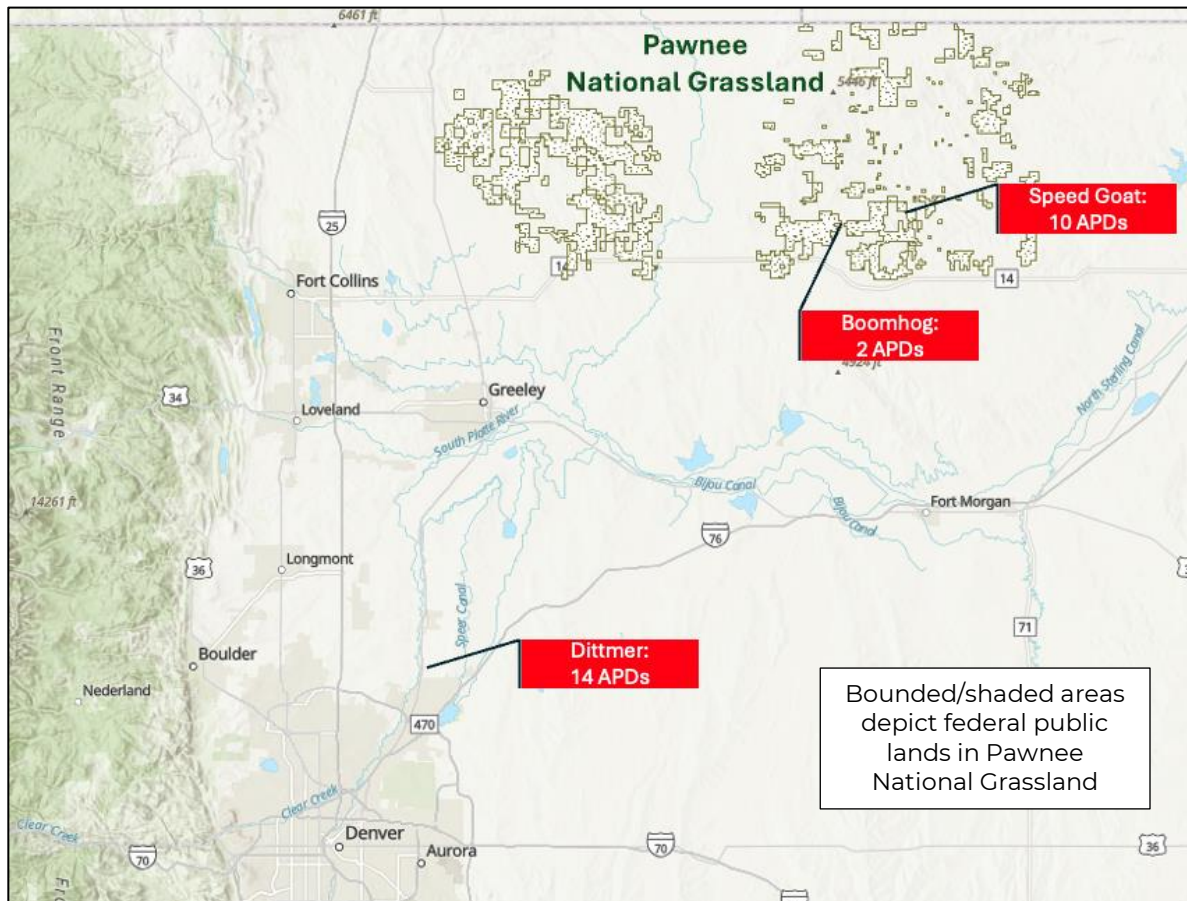 6461 ft
Pawnee
National Grassland
5446 ft
Speed Goat:
10 APDs
25
14
14
Fort Collins
Boomhog:
2 APDs
4924 ft
Front Range
34
Loveland
Greeley
South Platte River
North Sterling Canal
14261 ft
Bijou Canal
Bijou Canal
Fort Morgan
76
36
Longmont
Speer Canal
71
Boulder
Dittmer:
14 APDs
Nederland
470
Bounded/shaded areas
depict federal public
lands in Pawnee
National Grassland
Clear Creek
Clear Creek
Denver
Aurora
70
70
36